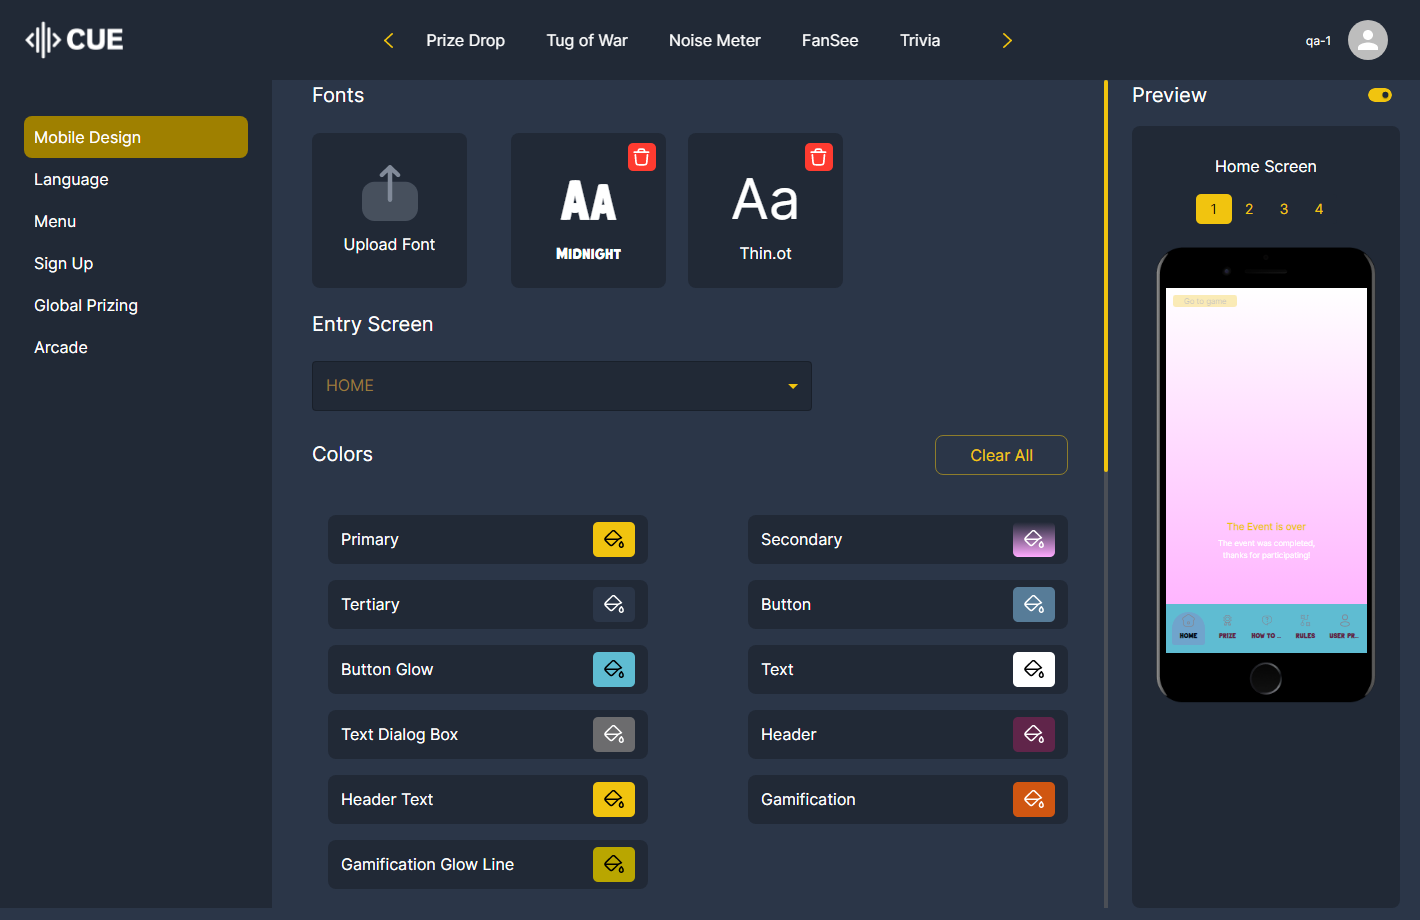 CUE
Prize Drop
Tug of War
Noise Meter
FanSee
Trivia
qa-1
Mobile Design
Language
Menu
Sign Up
Global Prizing
Arcade
Fonts
Upload Font
AA
MIDNIGHT
Aa
Thin.ot
Entry Screen
HOME
Colors
Clear All
Primary
Secondary
Tertiary
Button
Button Glow
Text
Text Dialog Box
Header
Header Text
Gamification
Gamification Glow Line
Preview
Home Screen
1 2 3 4
Go to game
The Event is over
The event was completed,
thanks for participating!
HOME PRIZE HOW TO ... RULES USER PR...